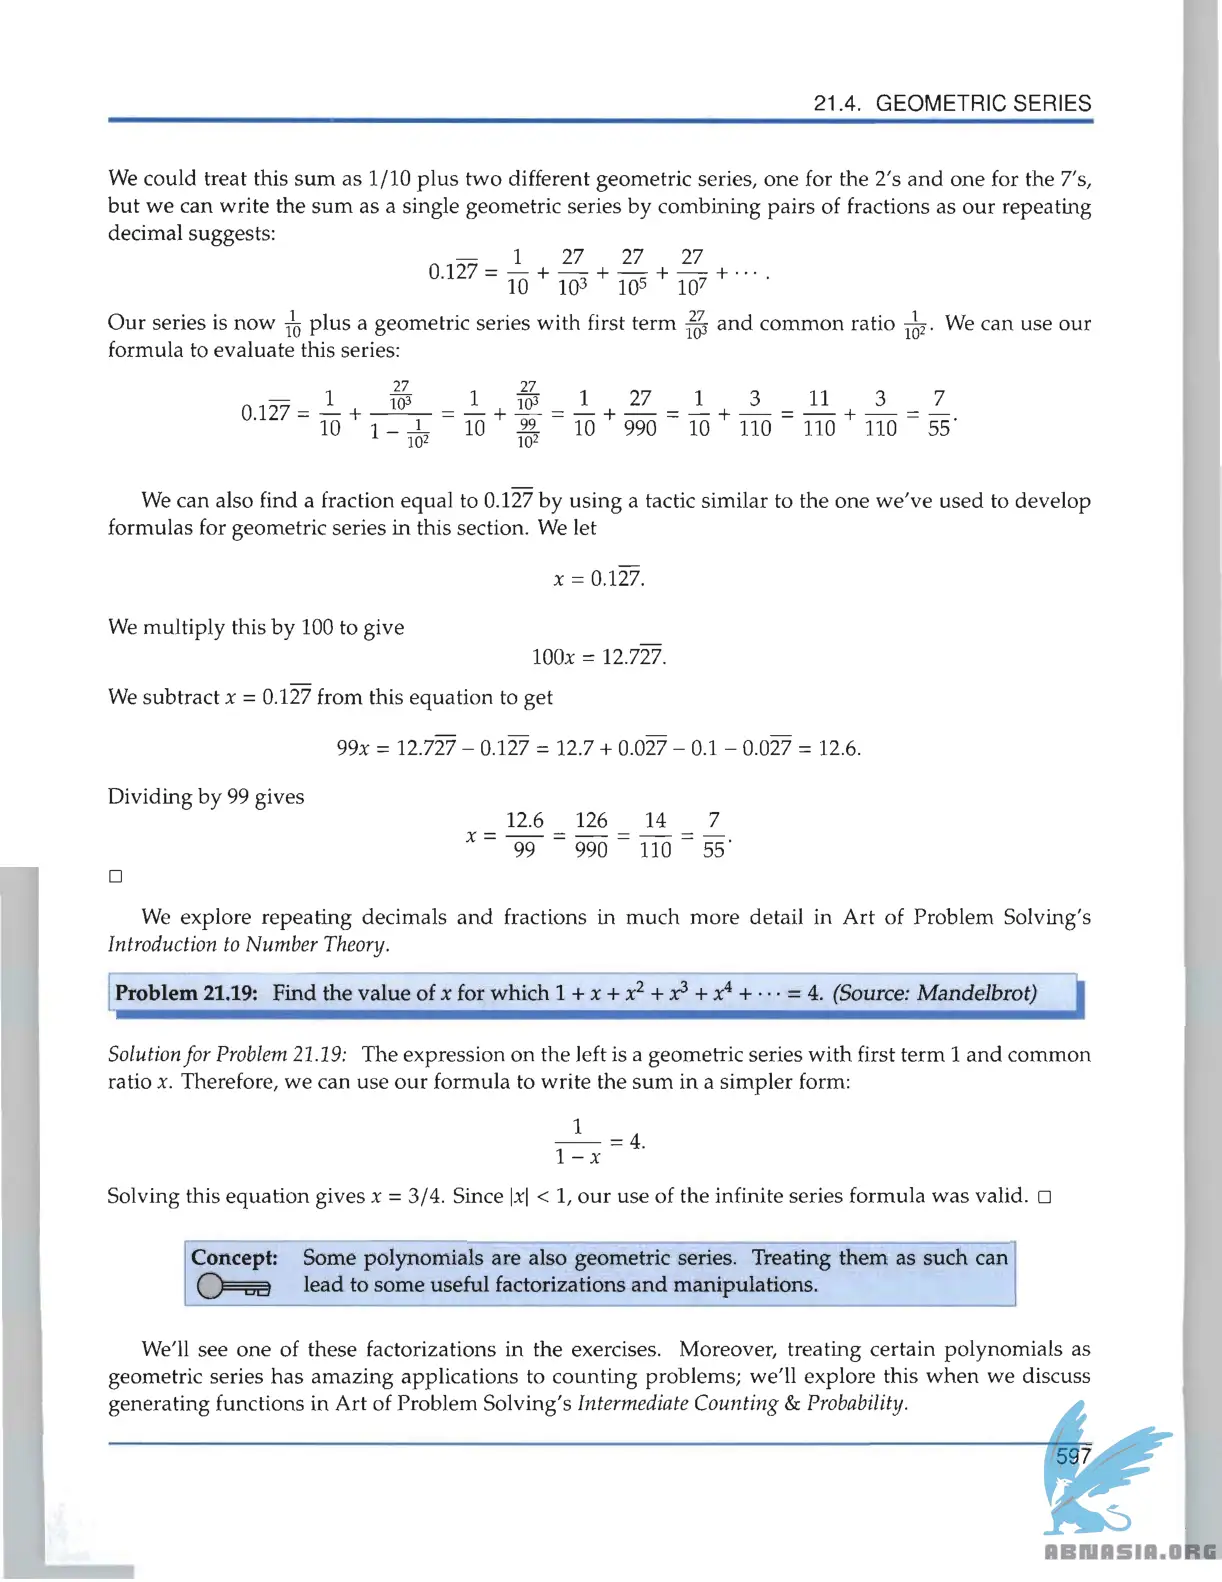 21.4. GEOMETRIC SERIES
We could treat this sum as 1/10 plus two different geometric series, one for the 2's and one for the 7's,
but we can write the sum as a single geometric series by combining pairs of fractions as our repeating
decimal suggests:
$0.1\overline{27} = \frac{1}{10} + \frac{27}{10^3} + \frac{27}{10^5} + \frac{27}{10^7} + \cdots .$
Our series is now $\frac{1}{10}$ plus a geometric series with first term $\frac{27}{10^3}$ and common ratio $\frac{1}{10^2}$. We can use our
formula to evaluate this series:
$0.1\overline{27} = \frac{1}{10} + \frac{\frac{27}{10^3}}{1 - \frac{1}{10^2}} = \frac{1}{10} + \frac{\frac{27}{10^3}}{\frac{99}{10^2}} = \frac{1}{10} + \frac{27}{990} = \frac{1}{10} + \frac{3}{110} = \frac{11}{110} + \frac{3}{110} = \frac{7}{55}.$
We can also find a fraction equal to $0.1\overline{27}$ by using a tactic similar to the one we've used to develop
formulas for geometric series in this section. We let
$x = 0.1\overline{27}.$
We multiply this by 100 to give
$100x = 12.7\overline{27}.$
We subtract $x = 0.1\overline{27}$ from this equation to get
$99x = 12.7\overline{27} - 0.1\overline{27} = 12.7 + 0.0\overline{27} - 0.1 - 0.0\overline{27} = 12.6.$
Dividing by 99 gives
$x = \frac{12.6}{99} = \frac{126}{990} = \frac{14}{110} = \frac{7}{55}.$
□
We explore repeating decimals and fractions in much more detail in Art of Problem Solving's
Introduction to Number Theory.
Problem 21.19: Find the value of x for which $1 + x + x^2 + x^3 + x^4 + \cdots = 4$. (Source: Mandelbrot)
Solution for Problem 21.19: The expression on the left is a geometric series with first term 1 and common
ratio x. Therefore, we can use our formula to write the sum in a simpler form:
$\frac{1}{1 - x} = 4.$
Solving this equation gives x = 3/4. Since |x| < 1, our use of the infinite series formula was valid. □
Concept: Some polynomials are also geometric series. Treating them as such can
lead to some useful factorizations and manipulations.
We'll see one of these factorizations in the exercises. Moreover, treating certain polynomials as
geometric series has amazing applications to counting problems; we'll explore this when we discuss
generating functions in Art of Problem Solving's Intermediate Counting & Probability.
597
ABNASIA.ORG